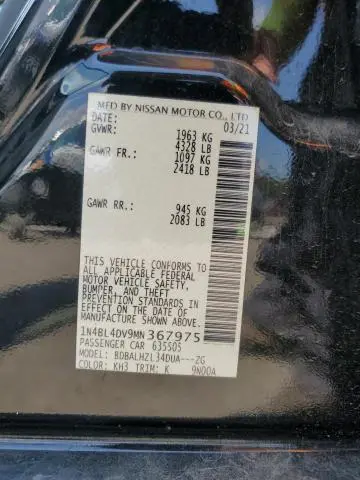 MFD BY NISSAN MOTOR CO., LTD
DATE: 03/21
GVWR: 1963 KG
4328 LB
GAWR FR: 1097 KG
2418 LB
GAWR RR: 945 KG
2083 LB
THIS VEHICLE CONFORMS TO
ALL APPLICABLE FEDERAL
MOTOR VEHICLE SAFETY,
BUMPER, AND THEFT
PREVENTION STANDARDS IN
EFFECT ON THE DATE OF
MANUFACTURE SHOWN ABOVE.
1N4BL4DV9MN367975
PASSENGER CAR 635505
MODEL: BDBALHZL34DUA---ZG
COLOR: KH3 TRIM: K 9N00A